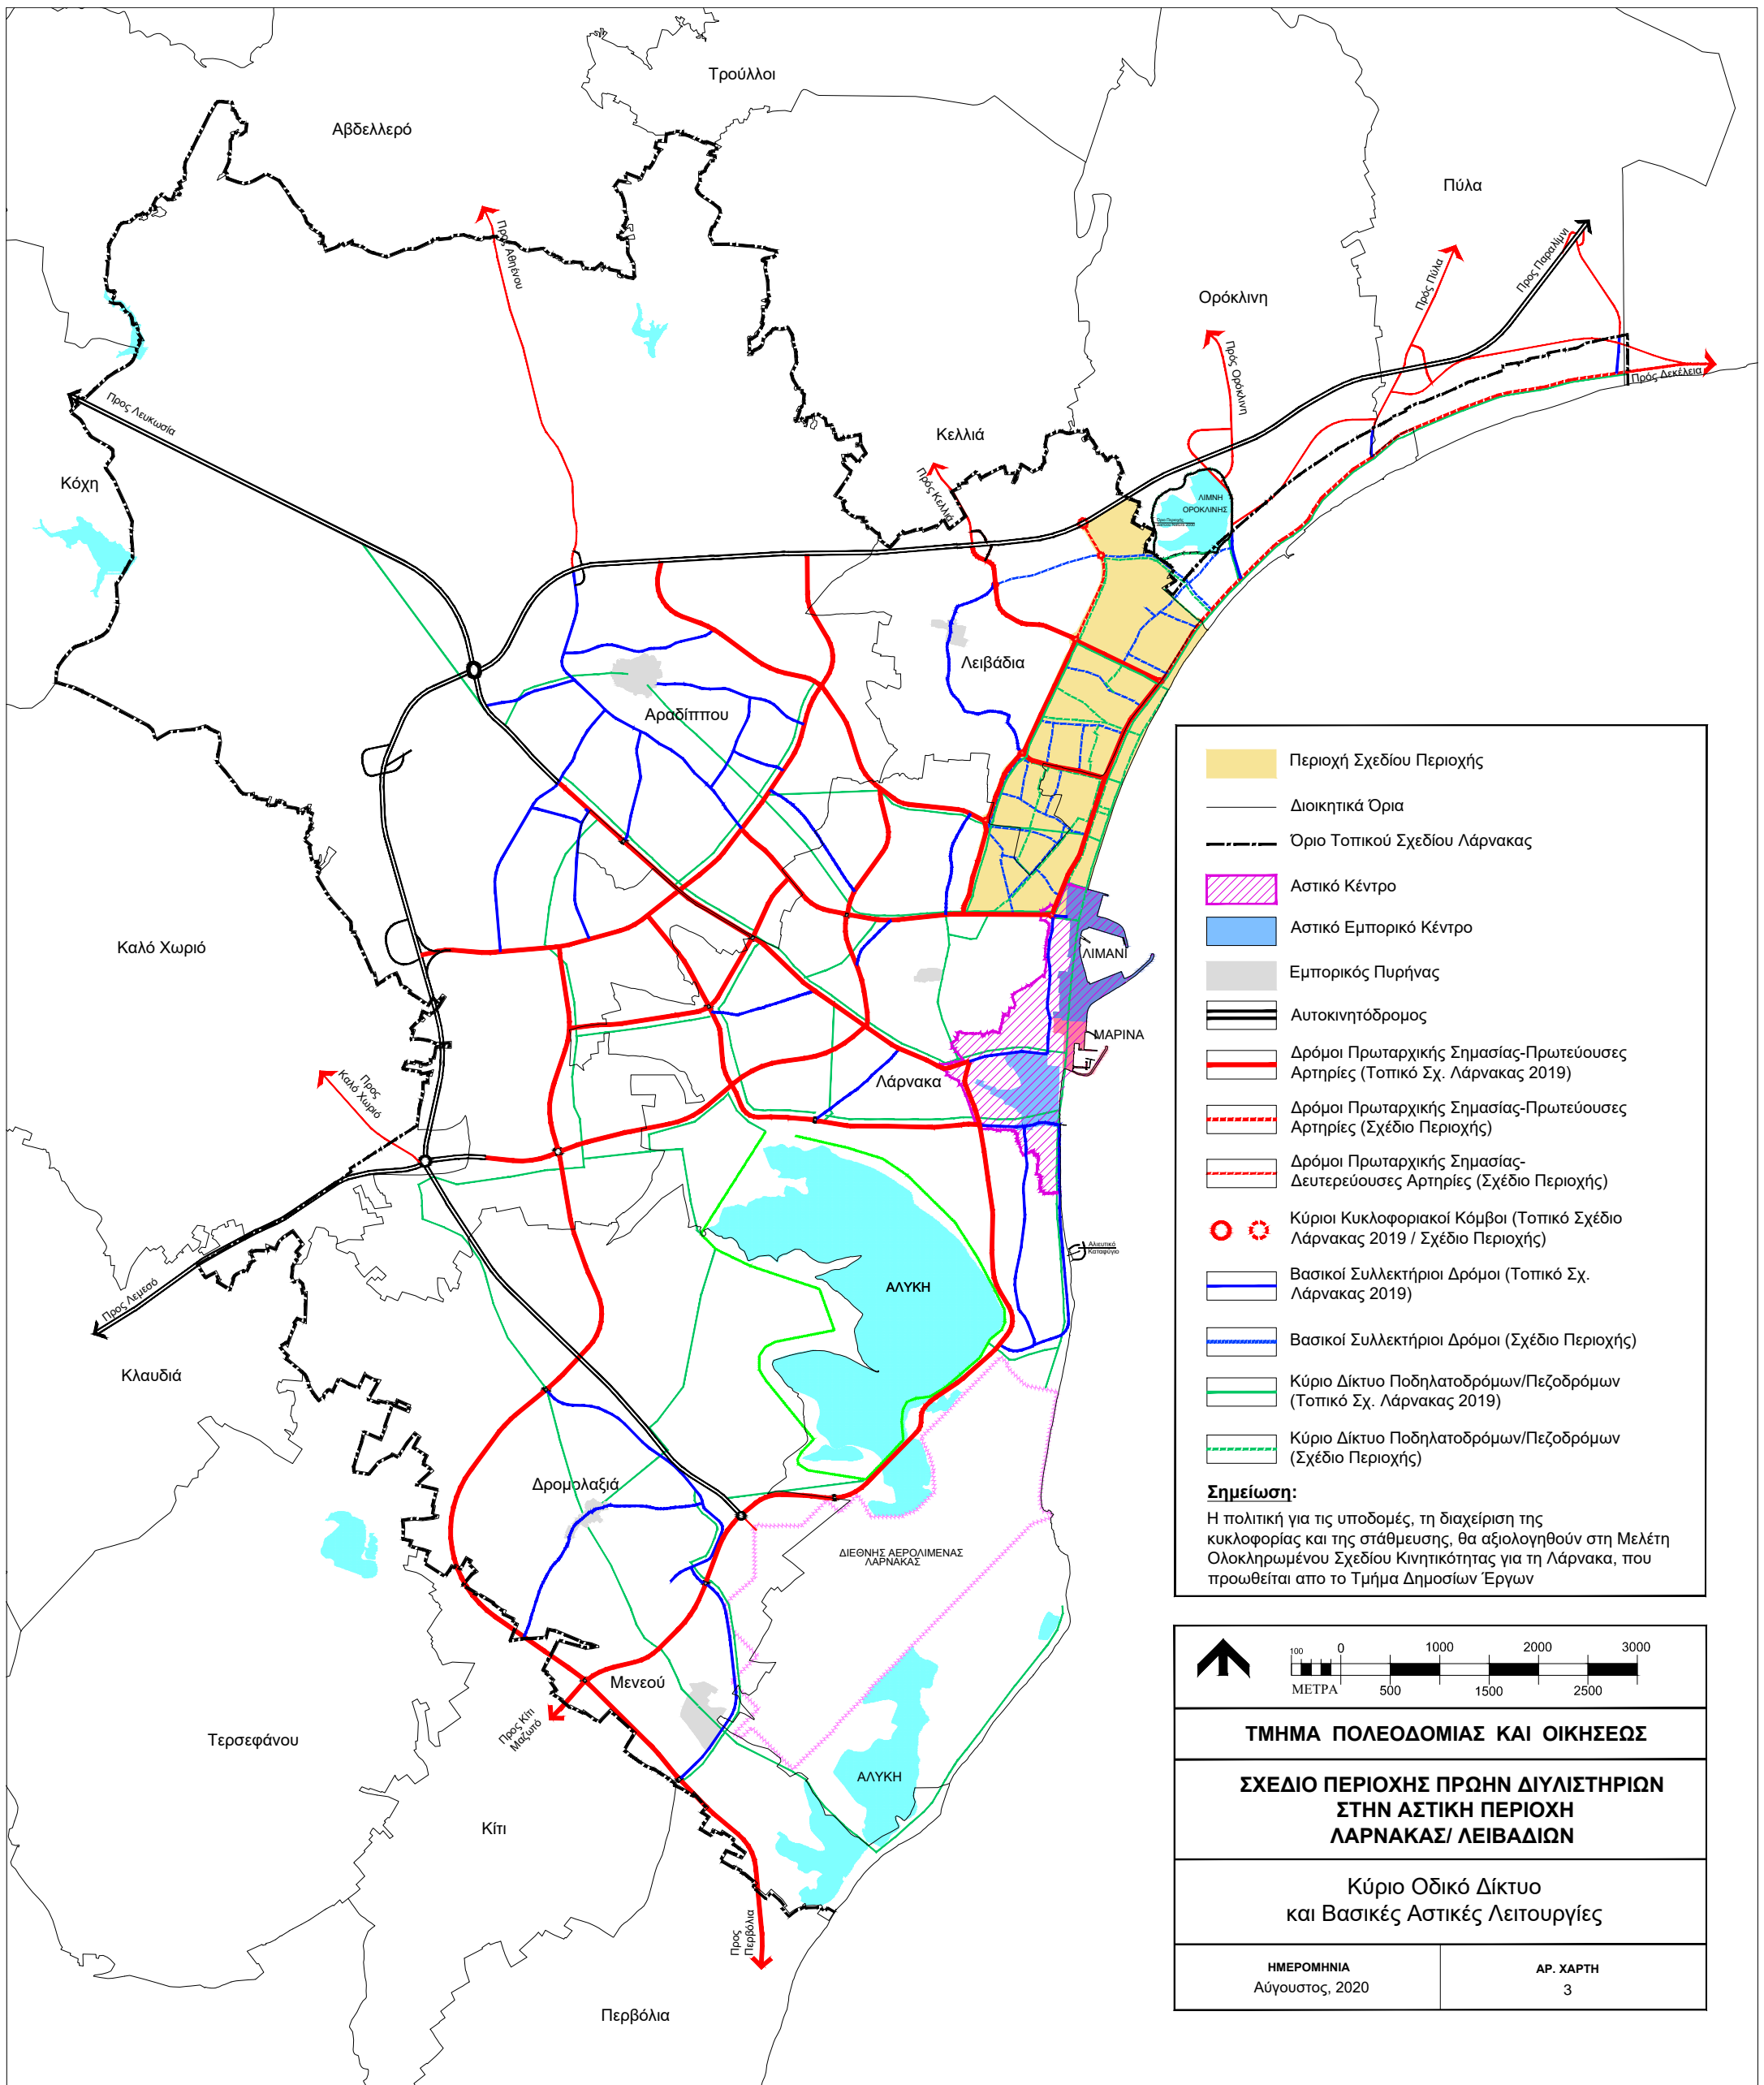 Τρούλλοι
Αβδελλερό
Πύλα
Προς Αθηένου
Προς Παραλίμνι
Πρός Πύλα
Ορόκλινη
Πρός Ορόκλινη
Πρός Δεκέλεια
Προς Λευκωσία
Κελλιά
Πρός Κελλιά
Κόχη
ΛΙΜΝΗ
ΟΡΟΚΛΙΝΗΣ
Λειβάδια
Αραδίππου
Καλό Χωριό
ΛΙΜΑΝΙ
ΜΑΡΙΝΑ
Λάρνακα
Προς
Καλό Χωριό
Αλιευτικό
Καταφύγιο
ΑΛΥΚΗ
Προς Λεμεσό
Κλαυδιά
Δρομολαξιά
ΔΙΕΘΝΗΣ ΑΕΡΟΛΙΜΕΝΑΣ
ΛΑΡΝΑΚΑΣ
Μενεού
Προς Κίτι
Μαζωτό
Τερσεφάνου
ΑΛΥΚΗ
Κίτι
Προς
Περβόλια
Περβόλια
Περιοχή Σχεδίου Περιοχής
Διοικητικά Όρια
Όριο Τοπικού Σχεδίου Λάρνακας
Αστικό Κέντρο
Αστικό Εμπορικό Κέντρο
Εμπορικός Πυρήνας
Αυτοκινητόδρομος
Δρόμοι Πρωταρχικής Σημασίας-Πρωτεύουσες
Αρτηρίες (Τοπικό Σχ. Λάρνακας 2019)
Δρόμοι Πρωταρχικής Σημασίας-Πρωτεύουσες
Αρτηρίες (Σχέδιο Περιοχής)
Δρόμοι Πρωταρχικής Σημασίας-
Δευτερεύουσες Αρτηρίες (Σχέδιο Περιοχής)
Κύριοι Κυκλοφοριακοί Κόμβοι (Τοπικό Σχέδιο
Λάρνακας 2019 / Σχέδιο Περιοχής)
Βασικοί Συλλεκτήριοι Δρόμοι (Τοπικό Σχ.
Λάρνακας 2019)
Βασικοί Συλλεκτήριοι Δρόμοι (Σχέδιο Περιοχής)
Κύριο Δίκτυο Ποδηλατοδρόμων/Πεζοδρόμων
(Τοπικό Σχ. Λάρνακας 2019)
Κύριο Δίκτυο Ποδηλατοδρόμων/Πεζοδρόμων
(Σχέδιο Περιοχής)
Σημείωση:
Η πολιτική για τις υποδομές, τη διαχείριση της
κυκλοφορίας και της στάθμευσης, θα αξιολογηθούν στη Μελέτη
Ολοκληρωμένου Σχεδίου Κινητικότητας για τη Λάρνακα, που
προωθείται απο το Τμήμα Δημοσίων Έργων
100 0 1000 2000 3000
ΜΕΤΡΑ 500 1500 2500
ΤΜΗΜΑ ΠΟΛΕΟΔΟΜΙΑΣ ΚΑΙ ΟΙΚΗΣΕΩΣ
ΣΧΕΔΙΟ ΠΕΡΙΟΧΗΣ ΠΡΩΗΝ ΔΙΥΛΙΣΤΗΡΙΩΝ
ΣΤΗΝ ΑΣΤΙΚΗ ΠΕΡΙΟΧΗ
ΛΑΡΝΑΚΑΣ/ ΛΕΙΒΑΔΙΩΝ
Κύριο Οδικό Δίκτυο
και Βασικές Αστικές Λειτουργίες
ΗΜΕΡΟΜΗΝΙΑ
Αύγουστος, 2020
ΑΡ. ΧΑΡΤΗ
3